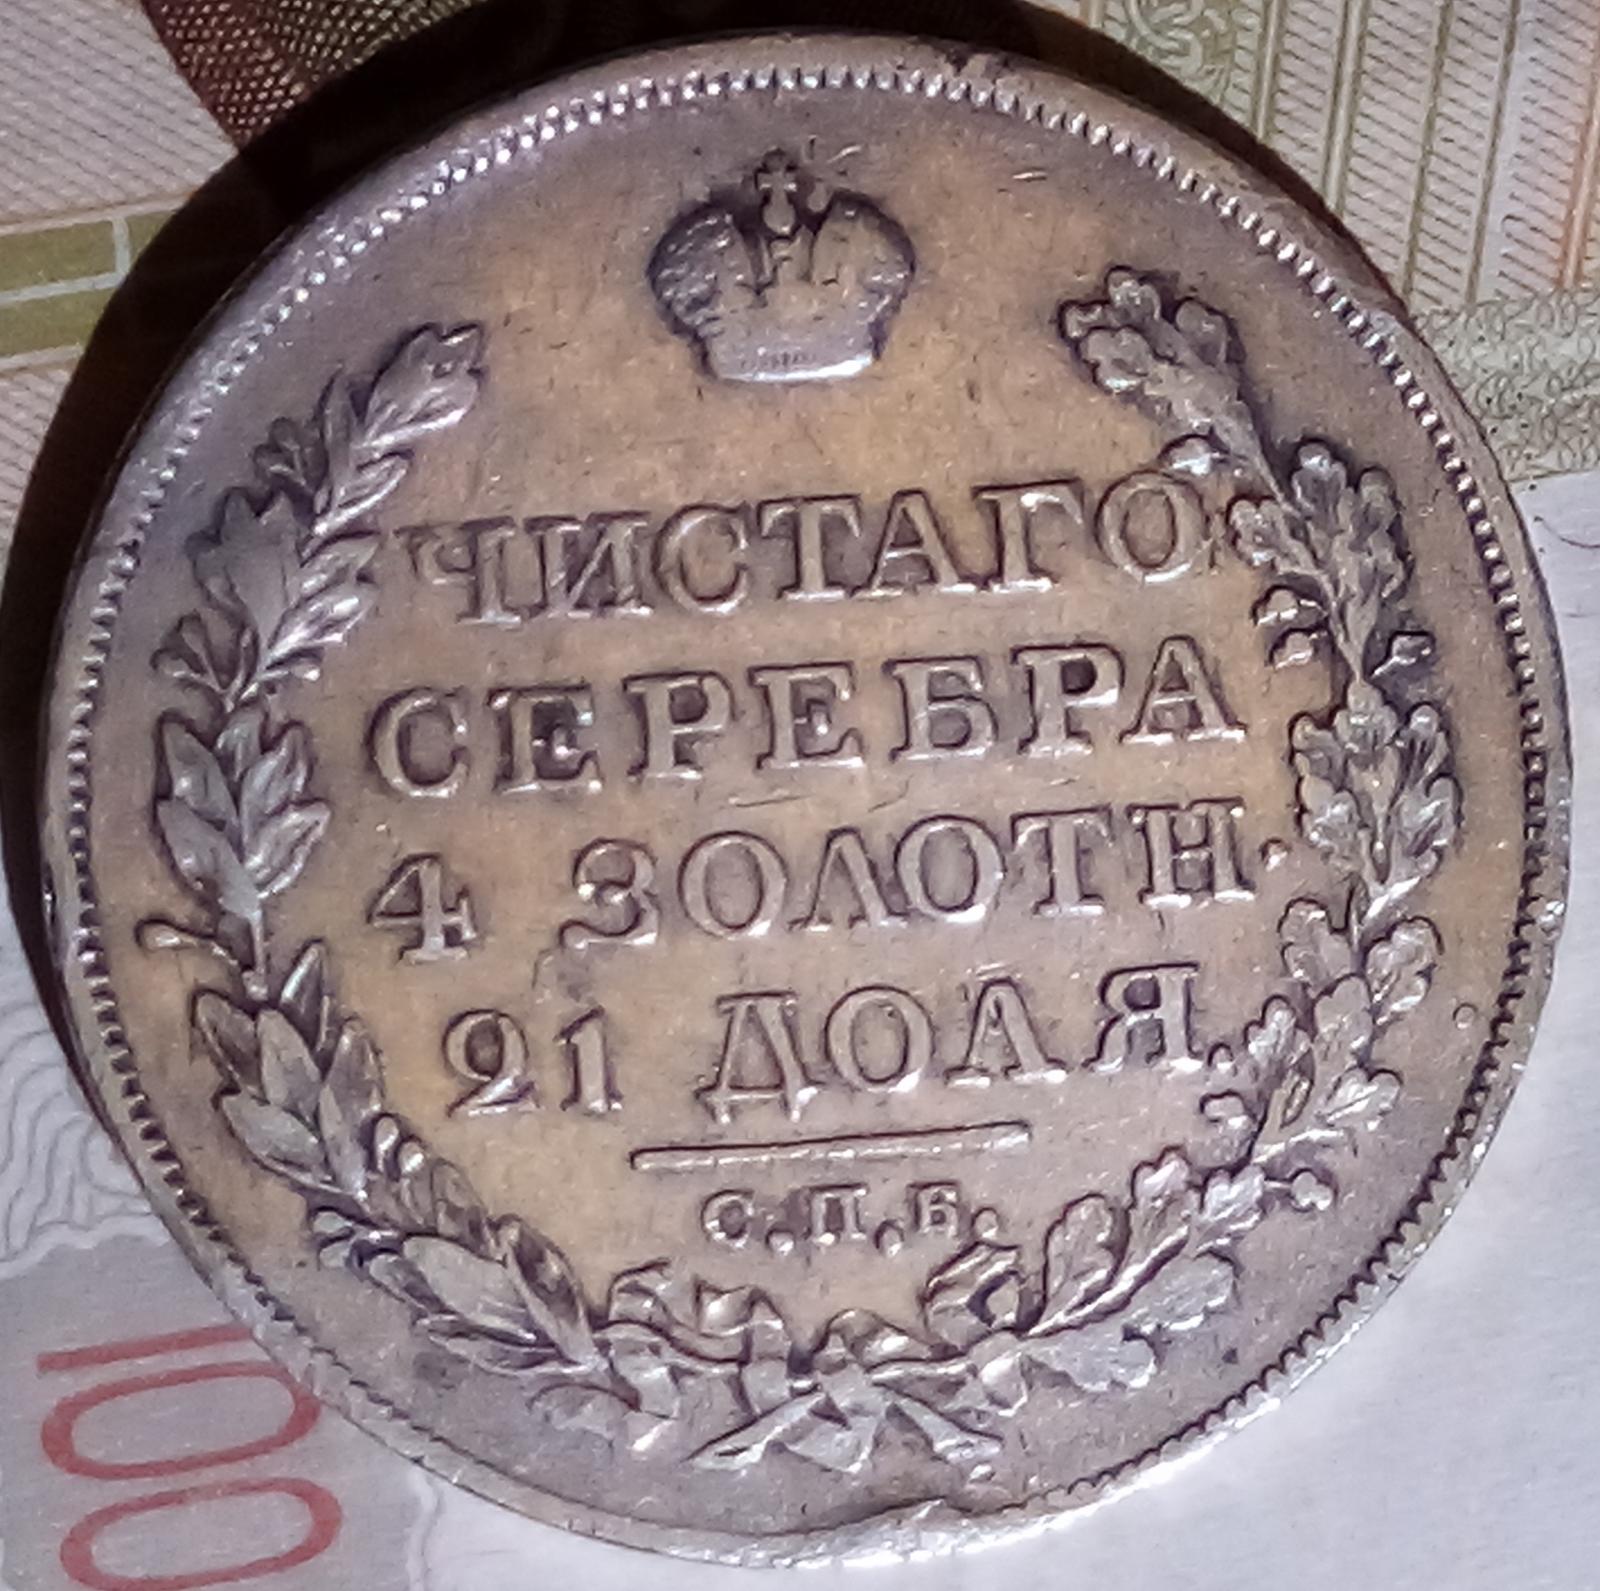 ЧИСТАГО
СЕРЕБРА
4 ЗОЛОТН.
21 ДОЛЯ
С.П.Б.
100